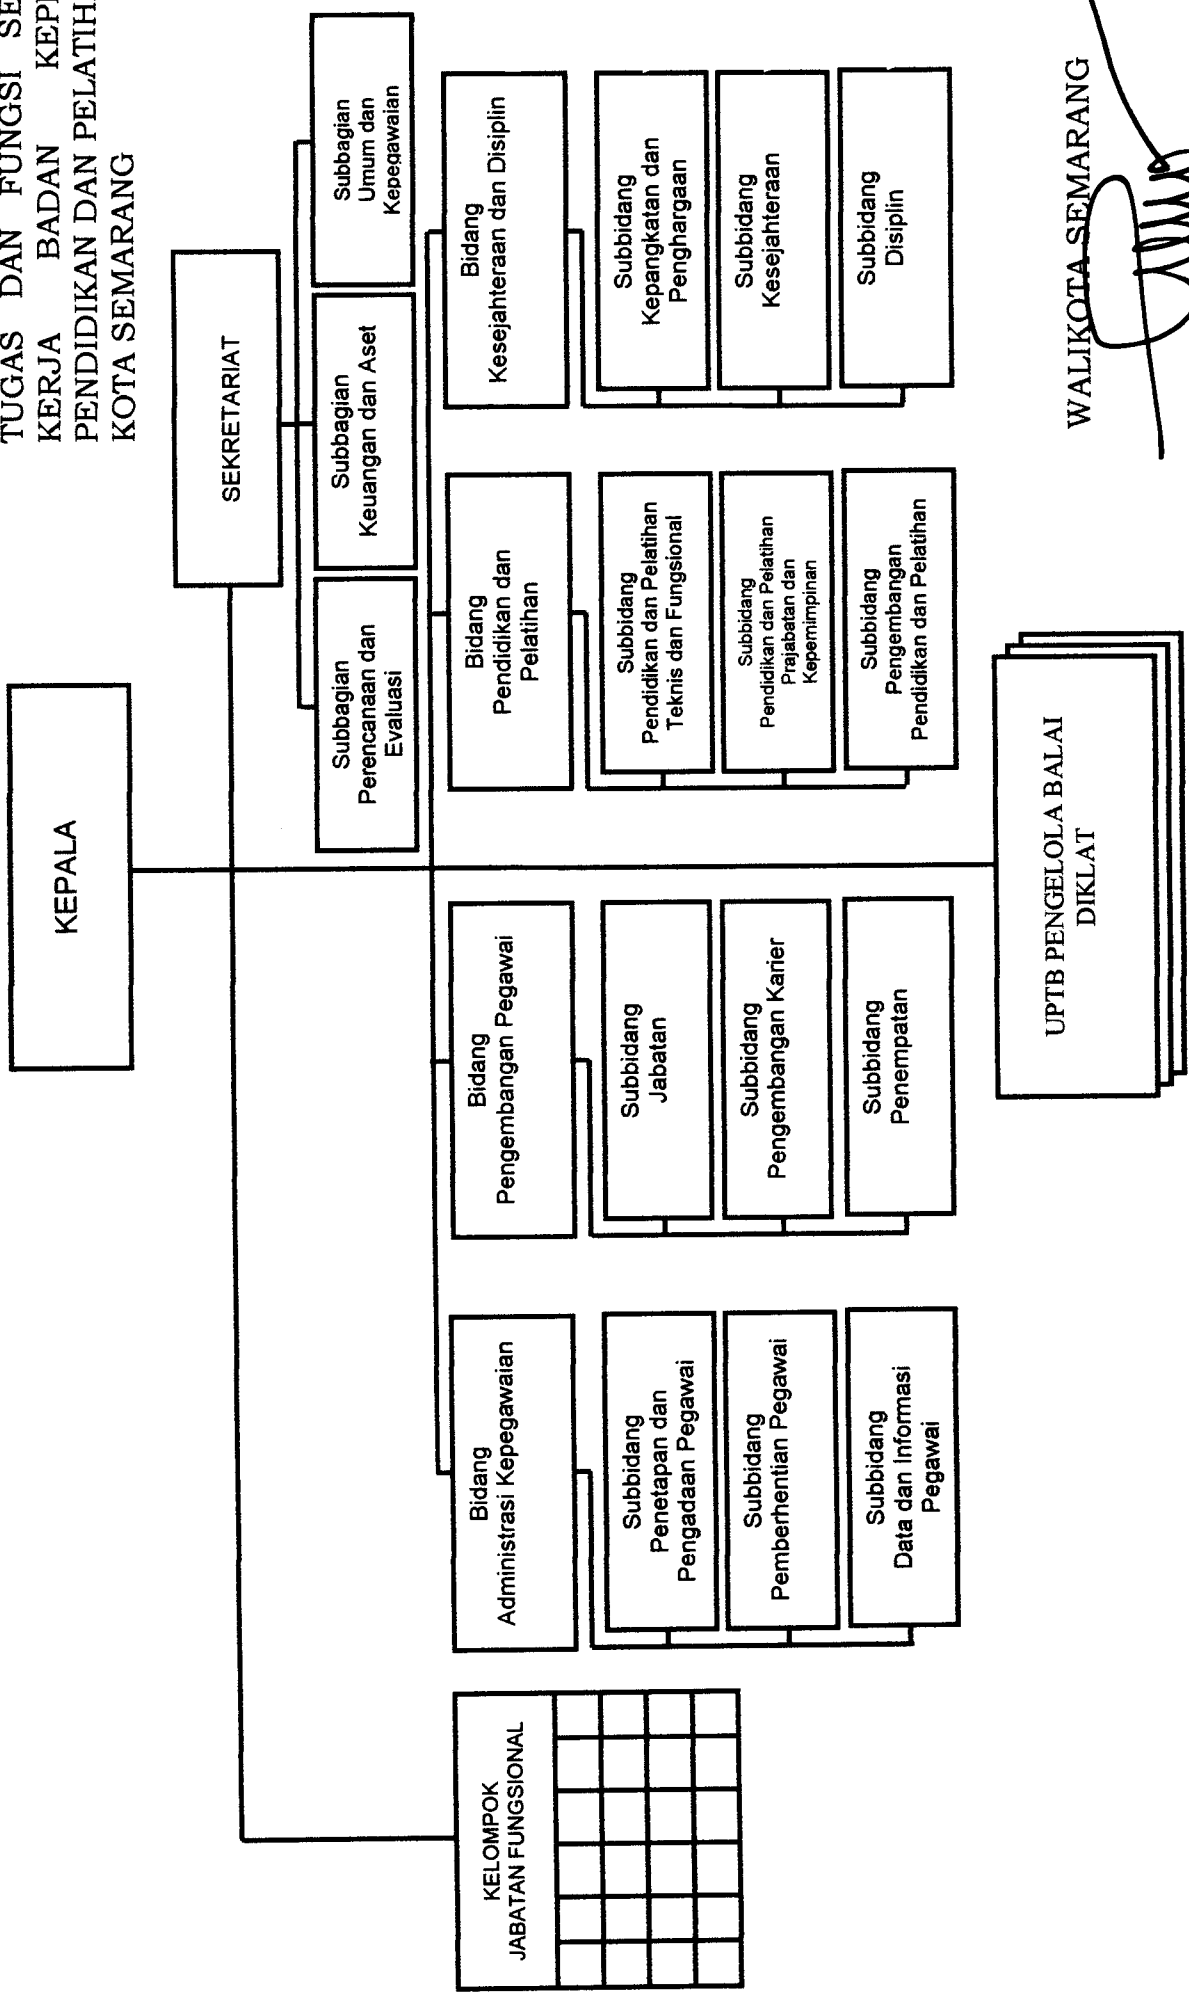 TUGAS DAN FUNGSI
KERJA BADAN
PENDIDIKAN DAN
KOTA SEMARANG
KEPALA
SEKRETARIAT
Subbagian
Perencanaan dan
Evaluasi
Subbagian
Keuangan dan Aset
Subbagian
Umum dan
Kepegawaian
KELOMPOK
JABATAN FUNGSIONAL
Bidang
Administrasi Kepegawaian
Subbidang
Penetapan dan
Pengadaan Pegawai
Subbidang
Pemberhentian Pegawai
Subbidang
Data dan Informasi
Pegawai
Bidang
Pengembangan Pegawai
Subbidang
Jabatan
Subbidang
Pengembangan Karier
Subbidang
Penempatan
Bidang
Pendidikan dan
Pelatihan
Subbidang
Pendidikan dan Pelatihan
Teknis dan Fungsional
Subbidang
Pendidikan dan Pelatihan
Prajabatan dan
Kepemimpinan
Subbidang
Pengembangan
Pendidikan dan Pelatihan
Bidang
Kesejahteraan dan Disiplin
Subbidang
Kepangkatan dan
Penghargaan
Subbidang
Kesejahteraan
Subbidang
Disiplin
UPTB PENGELOLA BALAI
DIKLAT
WALIKOTA SEMARANG